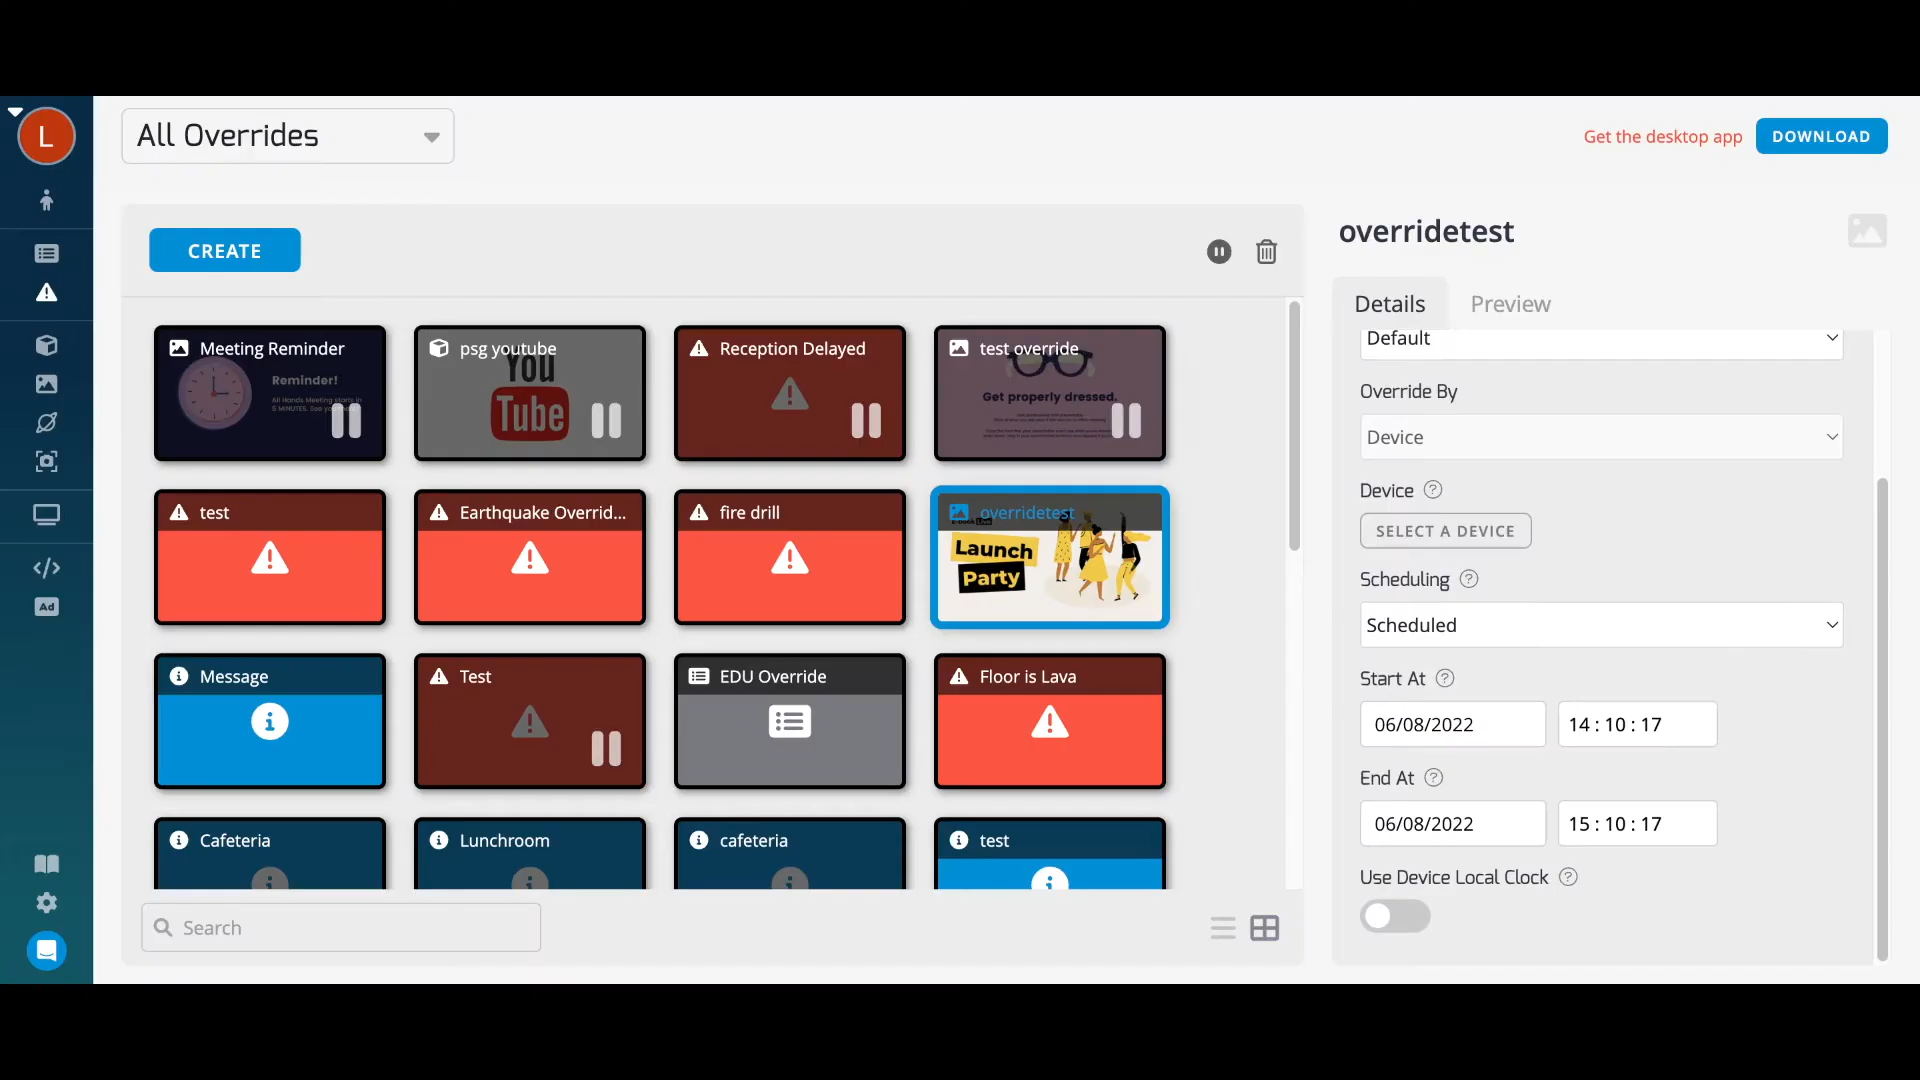 L
All Overrides
Get the desktop app
DOWNLOAD
CREATE
Meeting Reminder
Reminder!
psg youtube
You
Tube
Reception Delayed
test override
Get properly dressed.
test
Earthquake Overrid...
fire drill
overridetest
Launch
Party
Message
Test
EDU Override
Floor is Lava
Cafeteria
Lunchroom
cafeteria
test
Search
Ad
overridetest
Details
Preview
Default
Override By
Device
Device ?
SELECT A DEVICE
Scheduling ?
Scheduled
Start At ?
06/08/2022
14 : 10 : 17
End At ?
06/08/2022
15 : 10 : 17
Use Device Local Clock ?